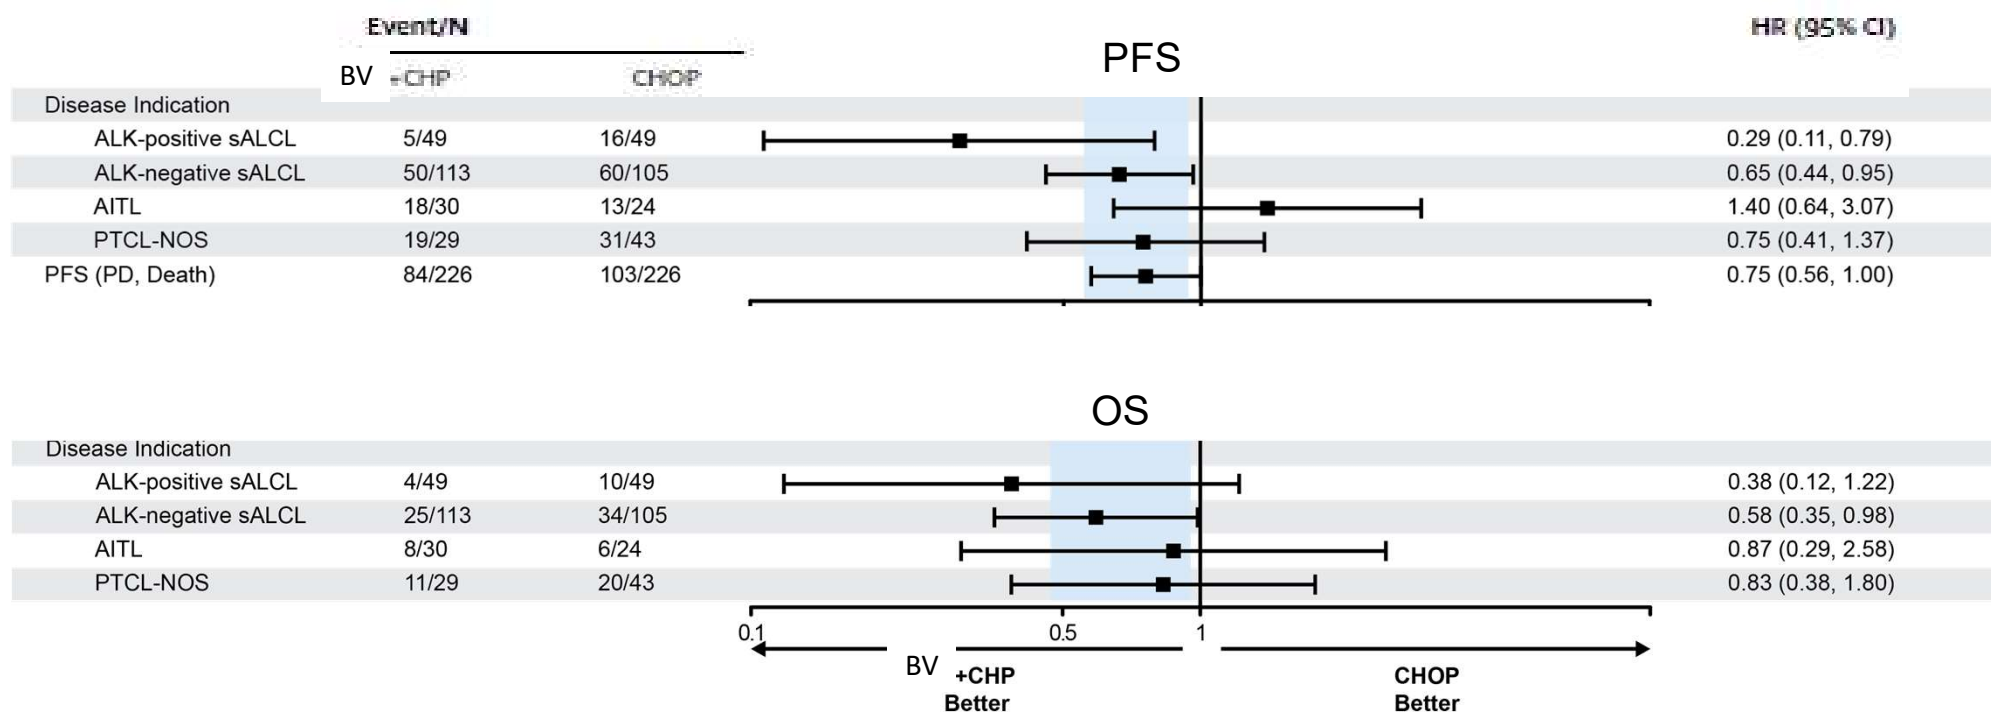 Event/N
HR (95% CI)
PFS
BV +CHP CHOP
Disease Indication
ALK-positive sALCL 5/49 16/49 0.29 (0.11, 0.79)
ALK-negative sALCL 50/113 60/105 0.65 (0.44, 0.95)
AITL 18/30 13/24 1.40 (0.64, 3.07)
PTCL-NOS 19/29 31/43 0.75 (0.41, 1.37)
PFS (PD, Death) 84/226 103/226 0.75 (0.56, 1.00)
OS
Disease Indication
ALK-positive sALCL 4/49 10/49 0.38 (0.12, 1.22)
ALK-negative sALCL 25/113 34/105 0.58 (0.35, 0.98)
AITL 8/30 6/24 0.87 (0.29, 2.58)
PTCL-NOS 11/29 20/43 0.83 (0.38, 1.80)
0.1 0.5 1
BV +CHP CHOP
Better Better